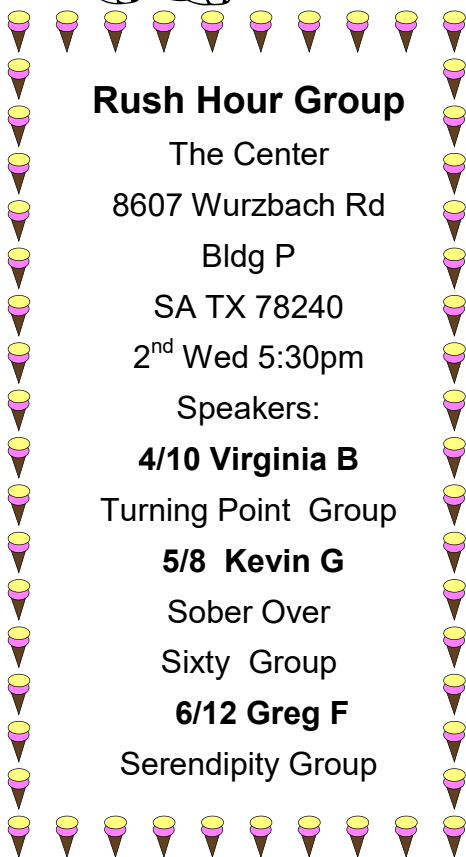 Rush Hour Group
The Center
8607 Wurzbach Rd
Bldg P
SA TX 78240
2nd Wed 5:30pm
Speakers:
4/10 Virginia B
Turning Point  Group
5/8  Kevin G
Sober Over
Sixty  Group
6/12 Greg F
Serendipity Group